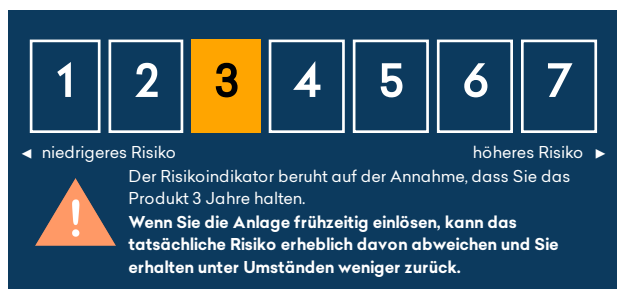 1 2 3 4 5 6 7
◄ niedrigeres Risiko höheres Risiko ►
Der Risikoindikator beruht auf der Annahme, dass Sie das
Produkt 3 Jahre halten.
Wenn Sie die Anlage frühzeitig einlösen, kann das
tatsächliche Risiko erheblich davon abweichen und Sie
erhalten unter Umständen weniger zurück.